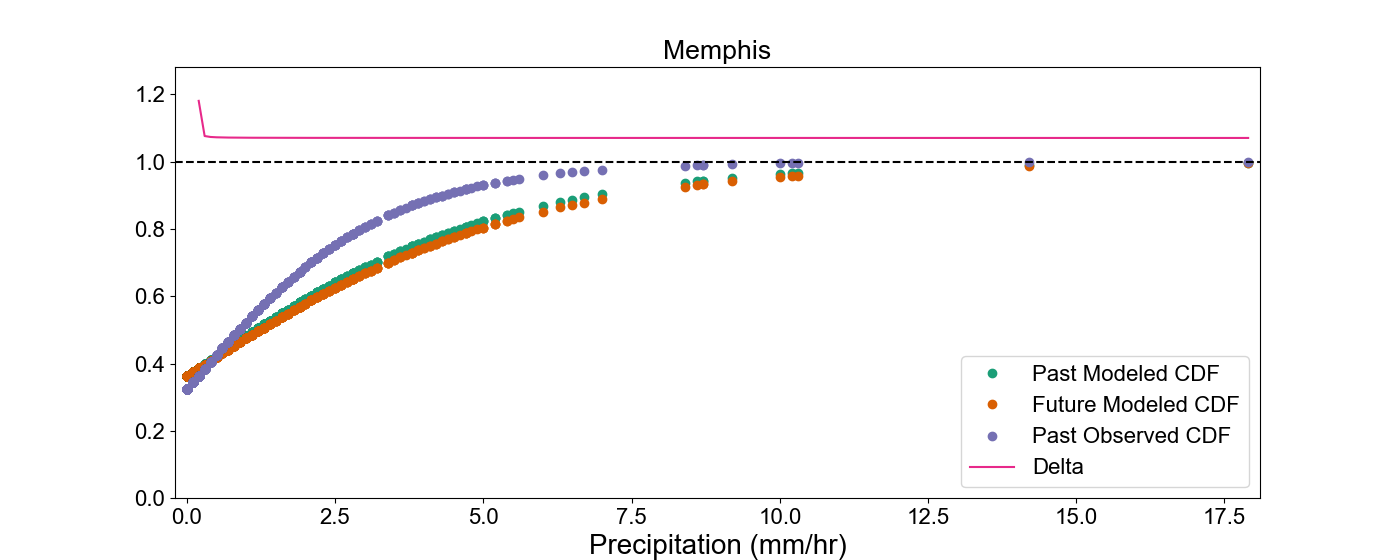 Memphis
1.2
1.0
0.8
0.6
0.4
0.2
0.0
Past Modeled CDF
Future Modeled CDF
Past Observed CDF
Delta
0.0 2.5 5.0 7.5 10.0 12.5 15.0 17.5
Precipitation (mm/hr)